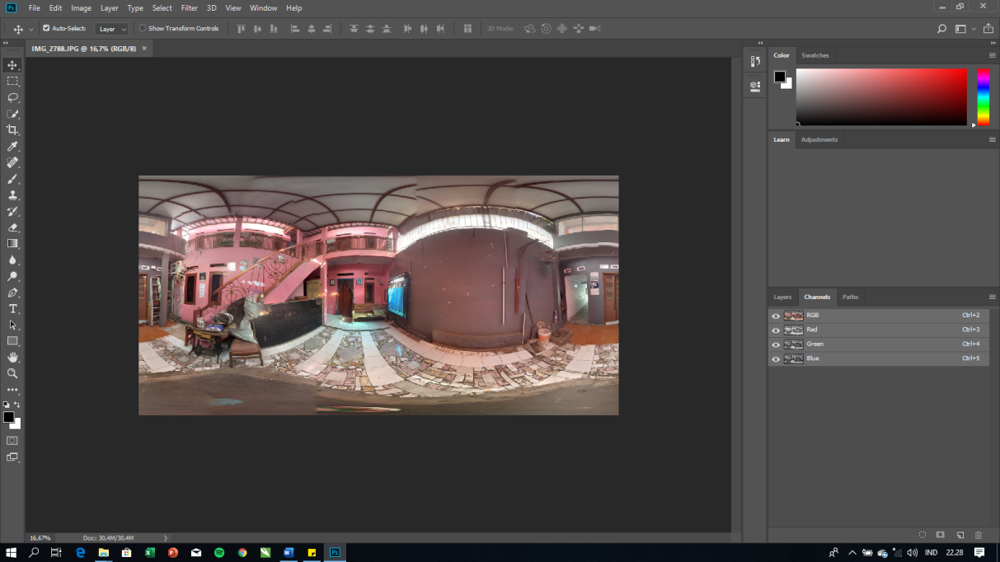 Ps File Edit Image Layer Type Select Filter 3D View Window Help
Auto-Select: Layer Show Transform Controls 3D Mode:
IMG_2788.JPG @ 16,7% (RGB/8) ×
Color Swatches
Learn Adjustments
Layers Channels Paths
RGB Ctrl+2
Red Ctrl+3
Green Ctrl+4
Blue Ctrl+5
16,67% Doc: 30,4M/30,4M
IND 22.28